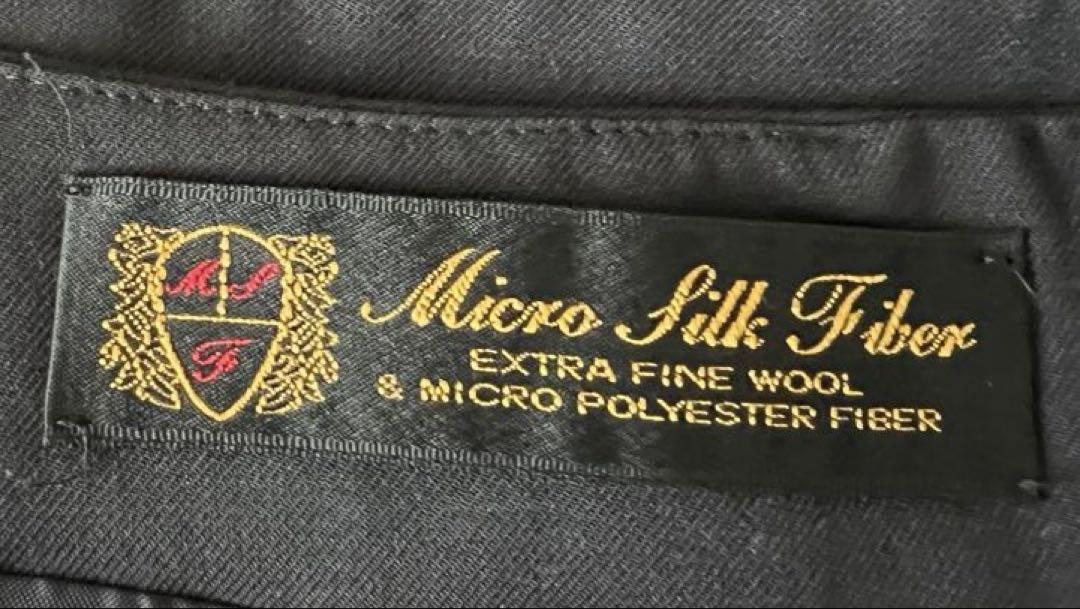 M S
F
Micro Silk Fiber
EXTRA FINE WOOL
& MICRO POLYESTER FIBER